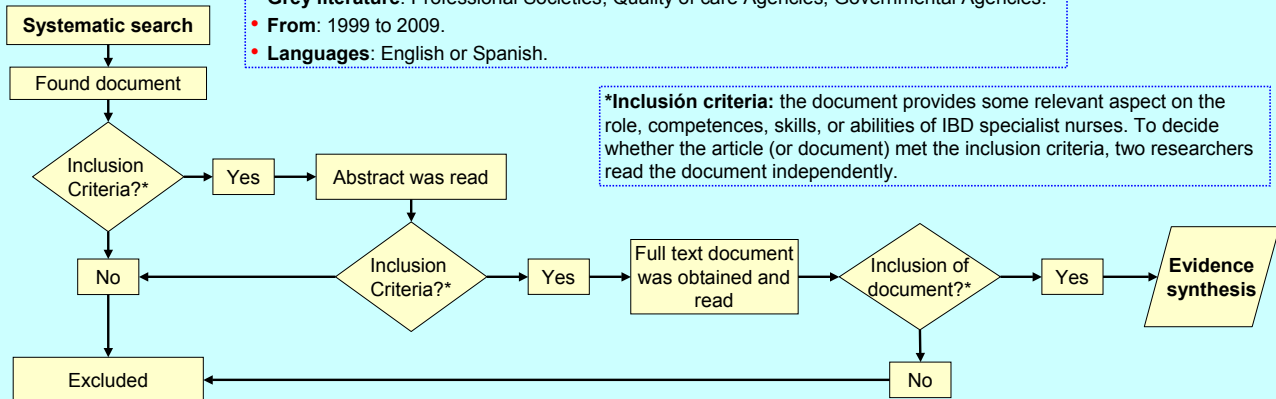 Grey literature: Professional Societies, Quality of care Agencies, Governmental Agencies.
• From: 1999 to 2009.
• Languages: English or Spanish.
Systematic search
Found document
*Inclusión criteria: the document provides some relevant aspect on the
role, competences, skills, or abilities of IBD specialist nurses. To decide
whether the article (or document) met the inclusion criteria, two researchers
read the document independently.
Inclusion
Criteria?*
Yes
Abstract was read
No
Inclusion
Criteria?*
Yes
Full text document
was obtained and
read
Inclusion of
document?*
Yes
Evidence
synthesis
Excluded
No